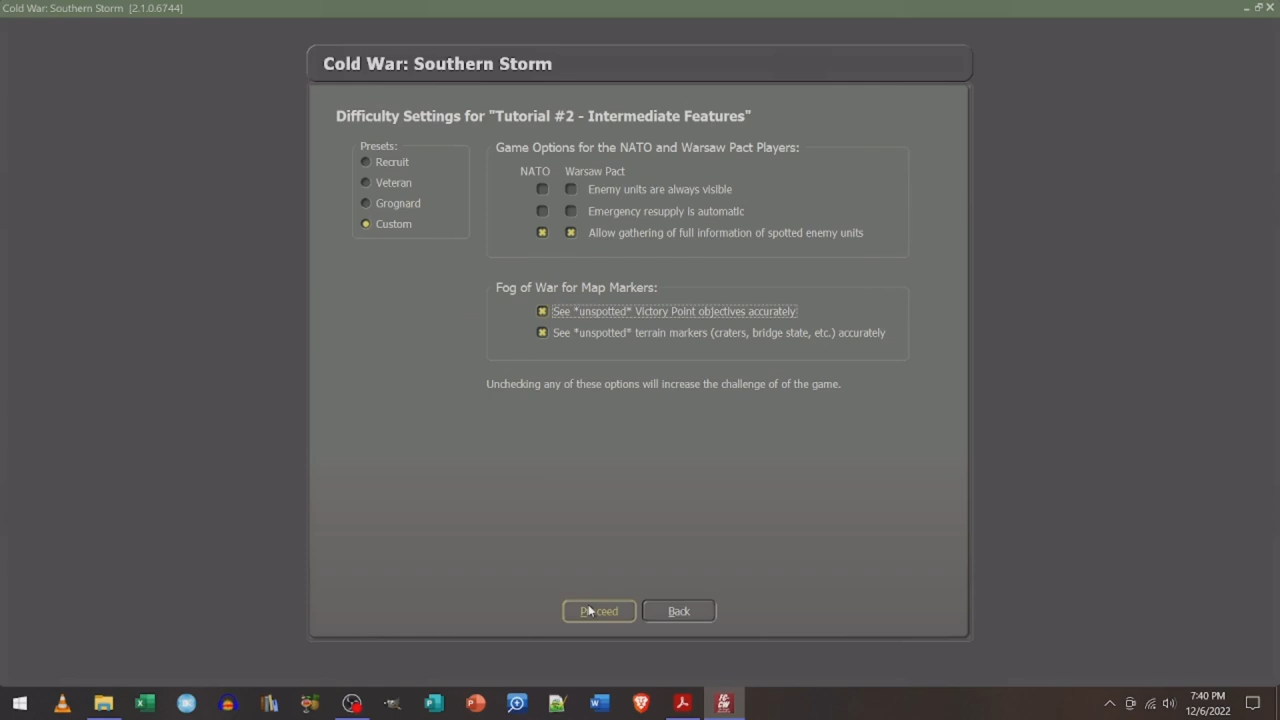 Cold War: Southern Storm [2.1.0.6744]
Cold War: Southern Storm
Difficulty Settings for "Tutorial #2 - Intermediate Features"
Presets:
Recruit
Veteran
Grognard
Custom
Game Options for the NATO and Warsaw Pact Players:
NATO Warsaw Pact
Enemy units are always visible
Emergency resupply is automatic
Allow gathering of full information of spotted enemy units
Fog of War for Map Markers:
See *unspotted* Victory Point objectives accurately
See *unspotted* terrain markers (craters, bridge state, etc.) accurately
Unchecking any of these options will increase the challenge of of the game.
Proceed Back
7:40 PM
12/6/2022